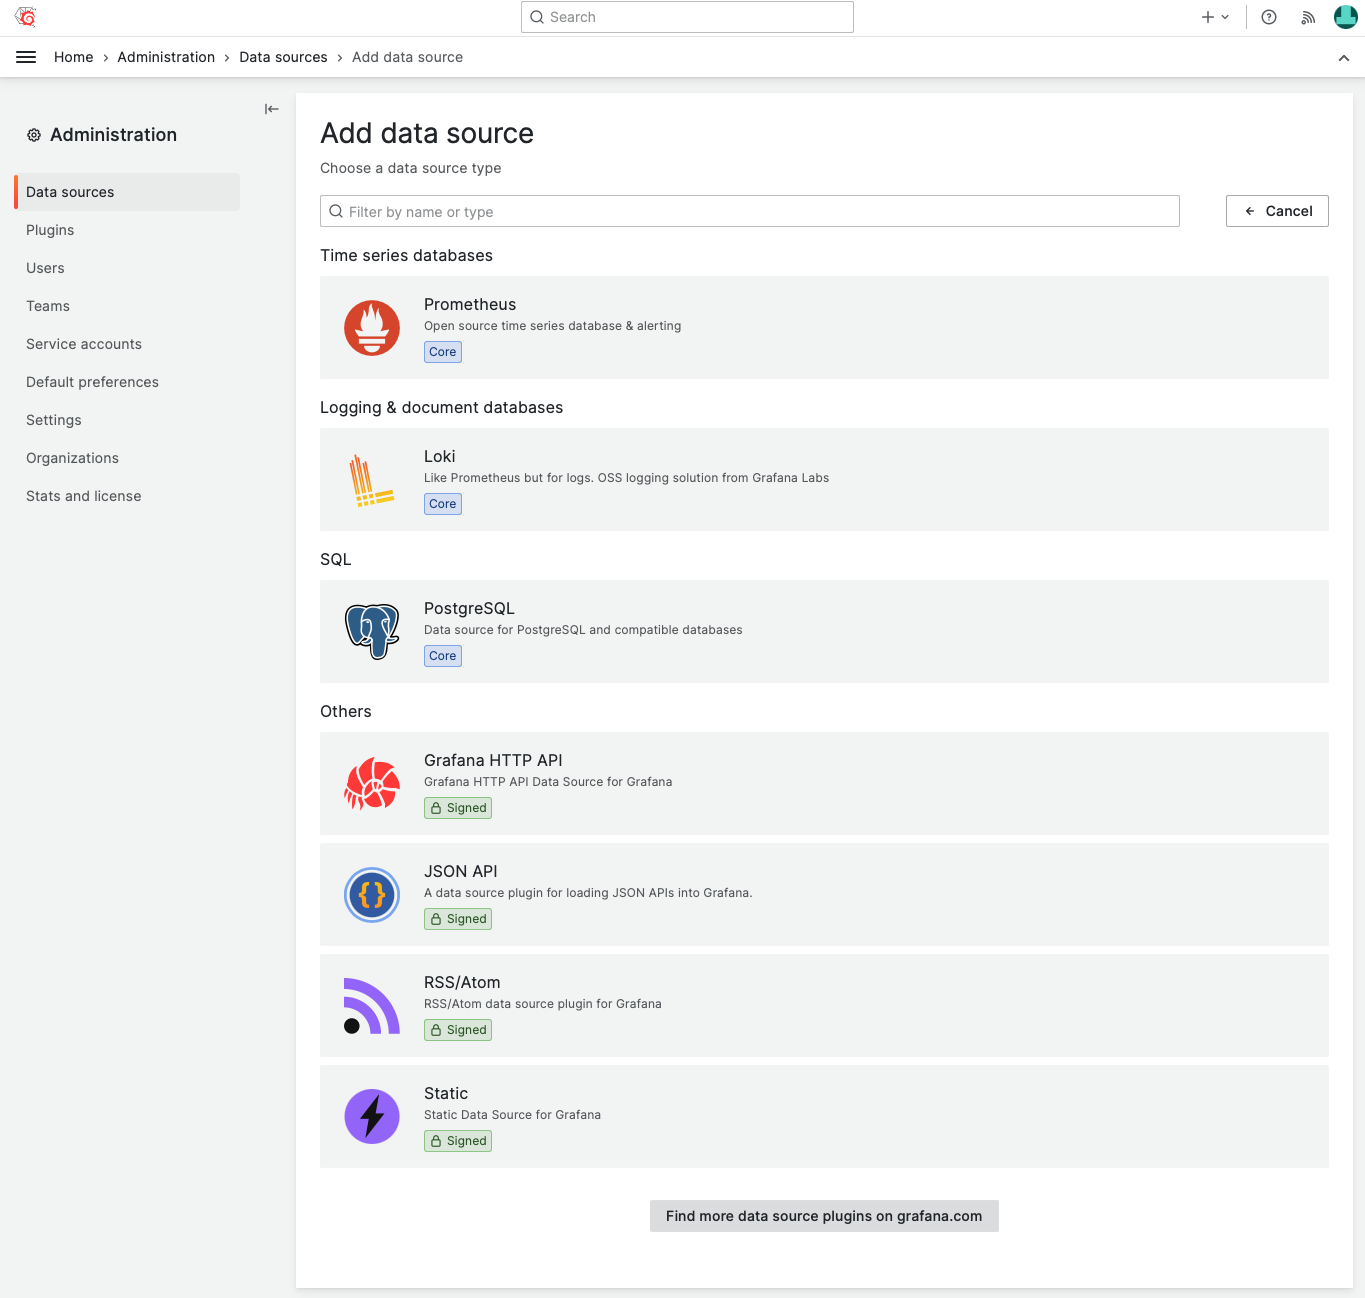 Search
Home › Administration › Data sources › Add data source
Administration
Data sources
Plugins
Users
Teams
Service accounts
Default preferences
Settings
Organizations
Stats and license
Add data source
Choose a data source type
Filter by name or type
Cancel
Time series databases
Prometheus
Open source time series database & alerting
Core
Logging & document databases
Loki
Like Prometheus but for logs. OSS logging solution from Grafana Labs
Core
SQL
PostgreSQL
Data source for PostgreSQL and compatible databases
Core
Others
Grafana HTTP API
Grafana HTTP API Data Source for Grafana
Signed
JSON API
A data source plugin for loading JSON APIs into Grafana.
Signed
RSS/Atom
RSS/Atom data source plugin for Grafana
Signed
Static
Static Data Source for Grafana
Signed
Find more data source plugins on grafana.com